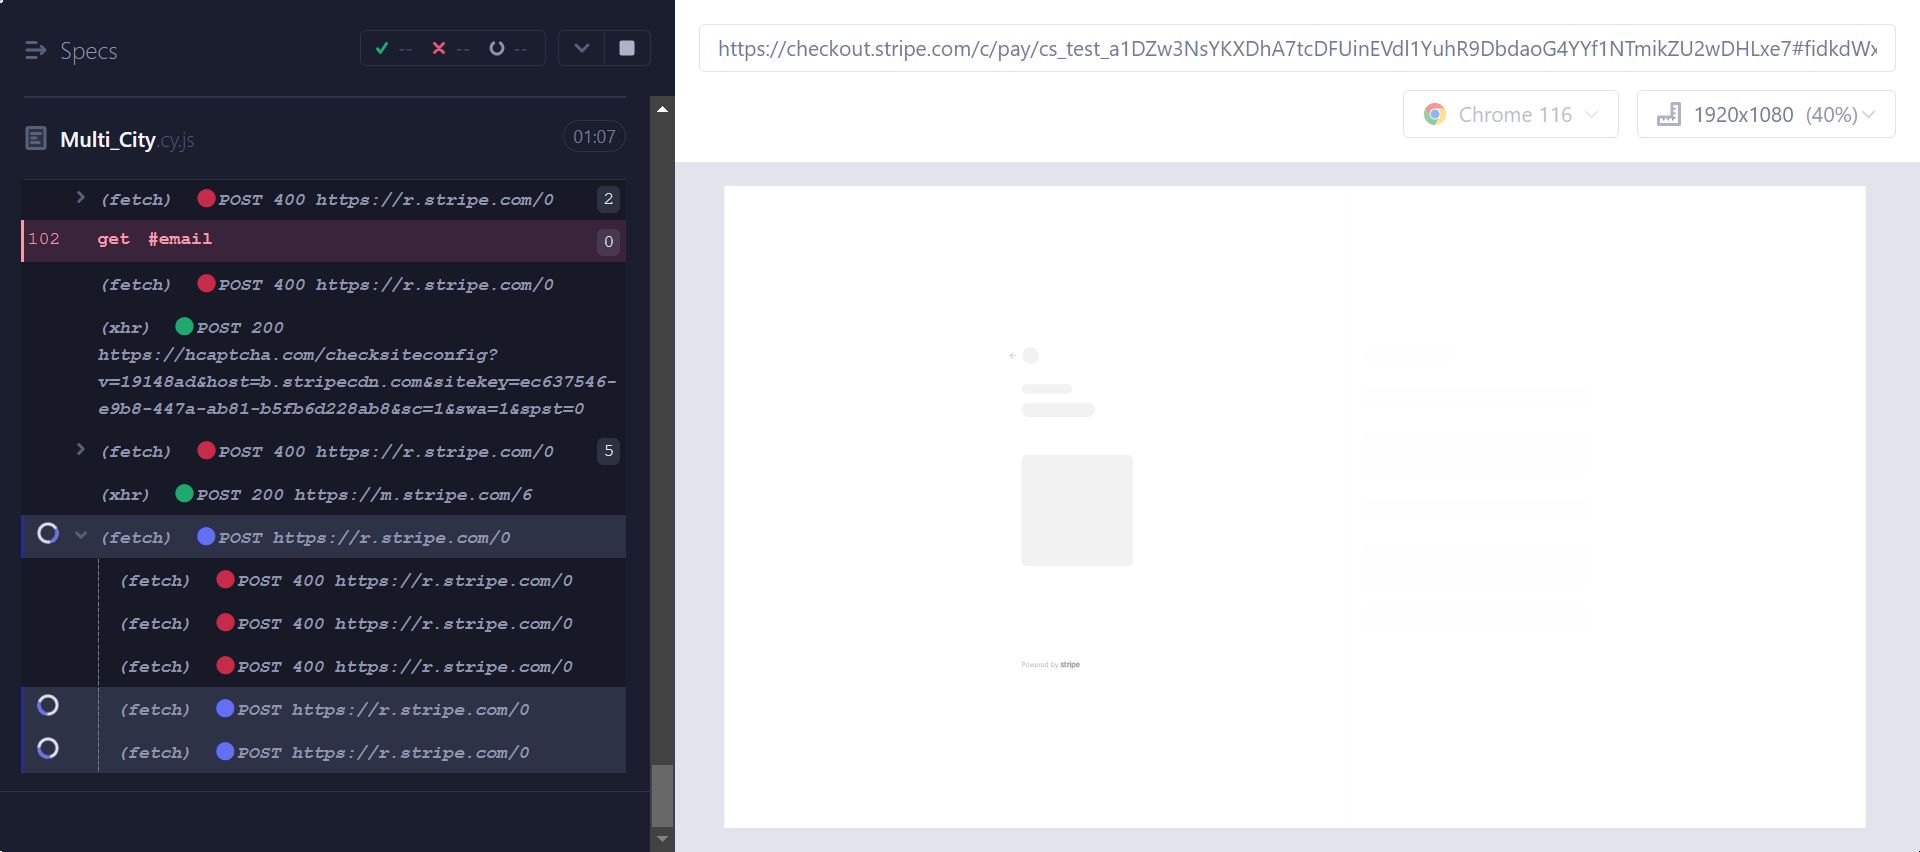 Specs
-- -- --
Multi_City.cy.js
01:07
(fetch) POST 400 https://r.stripe.com/0 2
102 get #email 0
(fetch) POST 400 https://r.stripe.com/0
(xhr) POST 200
https://hcaptcha.com/checksiteconfig?
v=19148ad&host=b.stripecdn.com&sitekey=ec637546-
e9b8-447a-ab81-b5fb6d228ab8&sc=1&swa=1&spst=0
(fetch) POST 400 https://r.stripe.com/0 5
(xhr) POST 200 https://m.stripe.com/6
(fetch) POST https://r.stripe.com/0
(fetch) POST 400 https://r.stripe.com/0
(fetch) POST 400 https://r.stripe.com/0
(fetch) POST 400 https://r.stripe.com/0
(fetch) POST https://r.stripe.com/0
(fetch) POST https://r.stripe.com/0
https://checkout.stripe.com/c/pay/cs_test_a1DZw3NsYKXDhA7tcDFUinEVdl1YuhR9DbdaoG4YYf1NTmikZU2wDHLxe7#fidkdWx
Chrome 116
1920x1080 (40%)
Powered by stripe